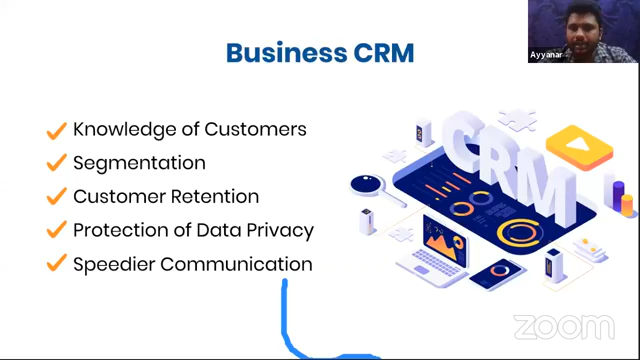 Business CRM
Ayyanar
Knowledge of Customers
Segmentation
Customer Retention
Protection of Data Privacy
Speedier Communication
CRM
zoom